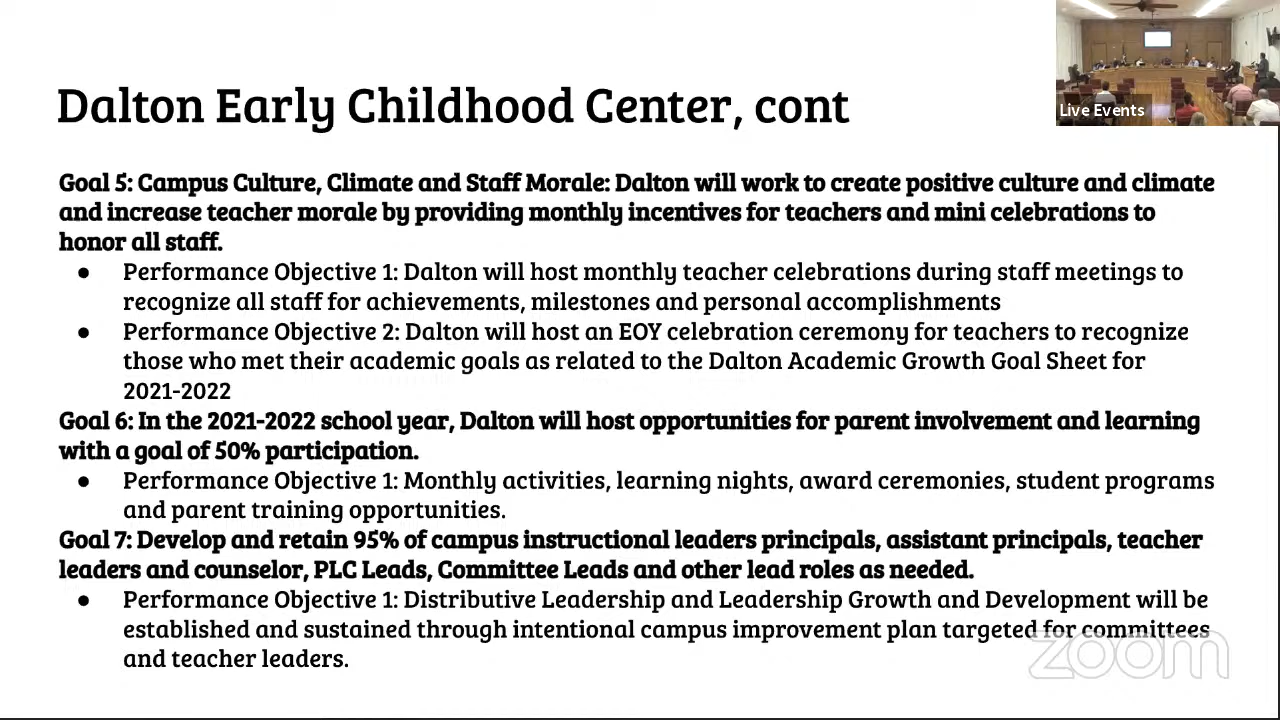 Dalton Early Childhood Center, cont
Live Events
Goal 5: Campus Culture, Climate and Staff Morale: Dalton will work to create positive culture and climate
and increase teacher morale by providing monthly incentives for teachers and mini celebrations to
honor all staff.
● Performance Objective 1: Dalton will host monthly teacher celebrations during staff meetings to
recognize all staff for achievements, milestones and personal accomplishments
● Performance Objective 2: Dalton will host an EOY celebration ceremony for teachers to recognize
those who met their academic goals as related to the Dalton Academic Growth Goal Sheet for
2021-2022
Goal 6: In the 2021-2022 school year, Dalton will host opportunities for parent involvement and learning
with a goal of 50% participation.
● Performance Objective 1: Monthly activities, learning nights, award ceremonies, student programs
and parent training opportunities.
Goal 7: Develop and retain 95% of campus instructional leaders principals, assistant principals, teacher
leaders and counselor, PLC Leads, Committee Leads and other lead roles as needed.
● Performance Objective 1: Distributive Leadership and Leadership Growth and Development will be
established and sustained through intentional campus improvement plan targeted for committees
and teacher leaders.
zoom